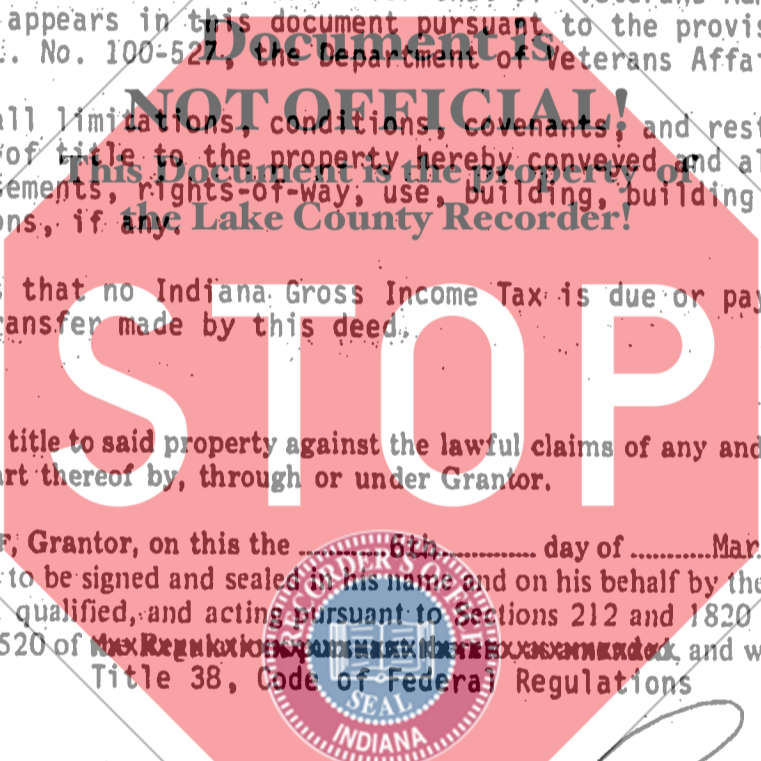 appears in this document pursuant to the provis
No. 100-527, the Department of Veterans Affa
Document is
NOT OFFICIAL!
This Document is the property of
the Lake County Recorder!
all limitations, conditions, covenants, and rest
of title to the property hereby conveyed and al
ements, rights-of-way, use, building, building
ons, if any.
that no Indiana Gross Income Tax is due or pay
ansfer made by this deed.
STOP
title to said property against the lawful claims of any and
art thereof by, through or under Grantor.
Grantor, on this the 6th day of Mar
to be signed and sealed in his name and on his behalf by the
qualified, and acting pursuant to Sections 212 and 1820
520 of and w
Title 38, Code of Federal Regulations
RECORDER'S OFFICE
SEAL
INDIANA